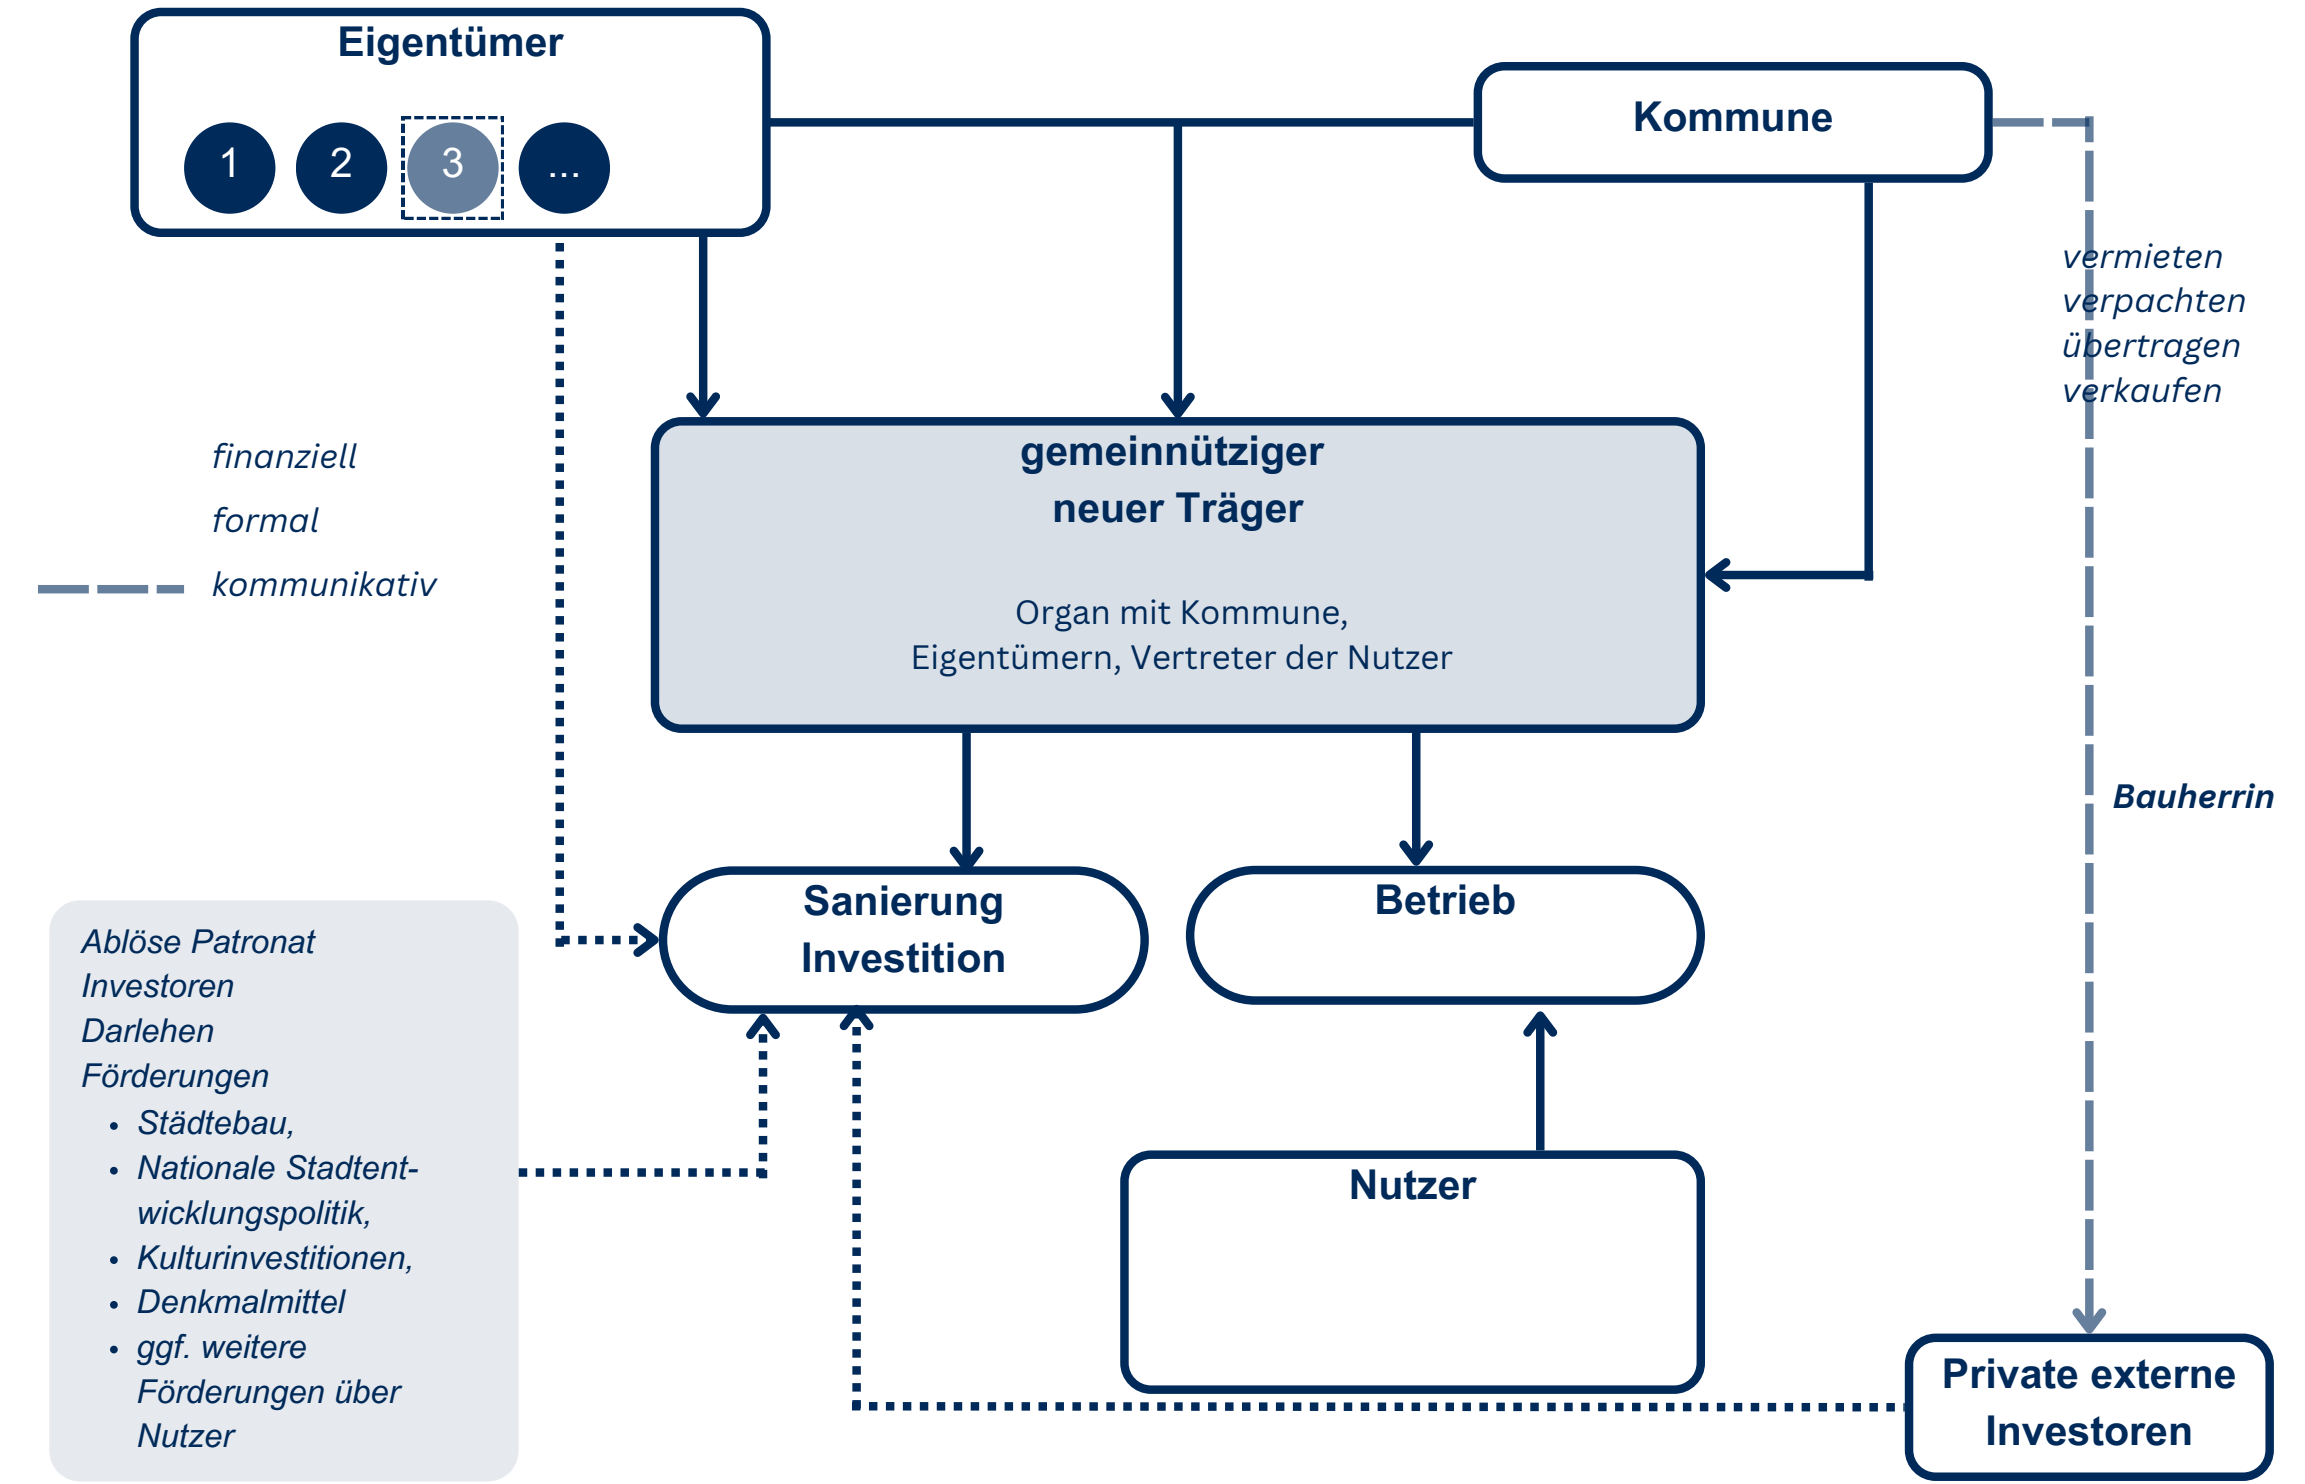 Eigentümer
1 2 3 ...
Kommune
vermieten
verpachten
übertragen
verkaufen
finanziell
formal
kommunikativ
gemeinnütziger
neuer Träger
Organ mit Kommune,
Eigentümern, Vertreter der Nutzer
Bauherrin
Sanierung
Investition
Betrieb
Ablöse Patronat
Investoren
Darlehen
Förderungen
• Städtebau,
• Nationale Stadtent-
wicklungspolitik,
• Kulturinvestitionen,
• Denkmalmittel
• ggf. weitere
Förderungen über
Nutzer
Nutzer
Private externe
Investoren